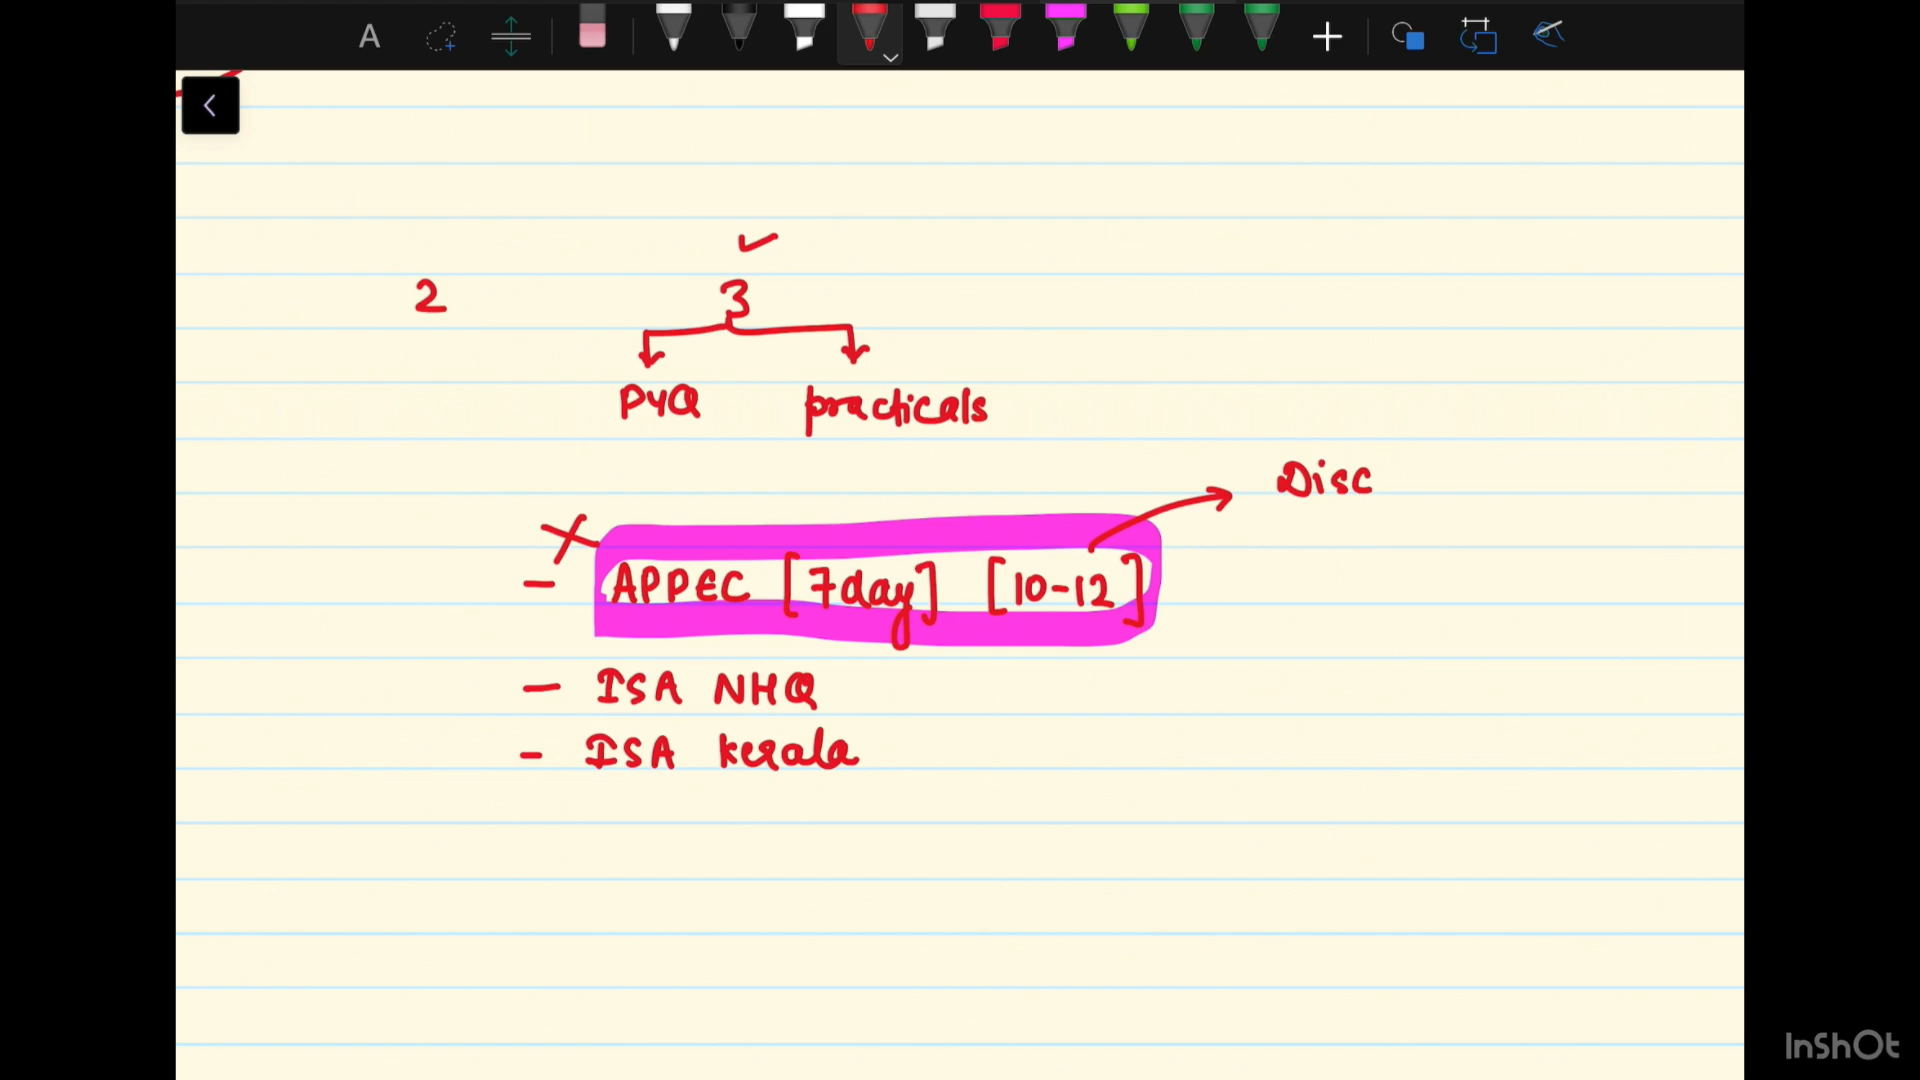 A
2 3
PYQ practicals
Disc
- APPEC [7day] [10-12]
- ISA NHQ
- ISA kerala
InShOt